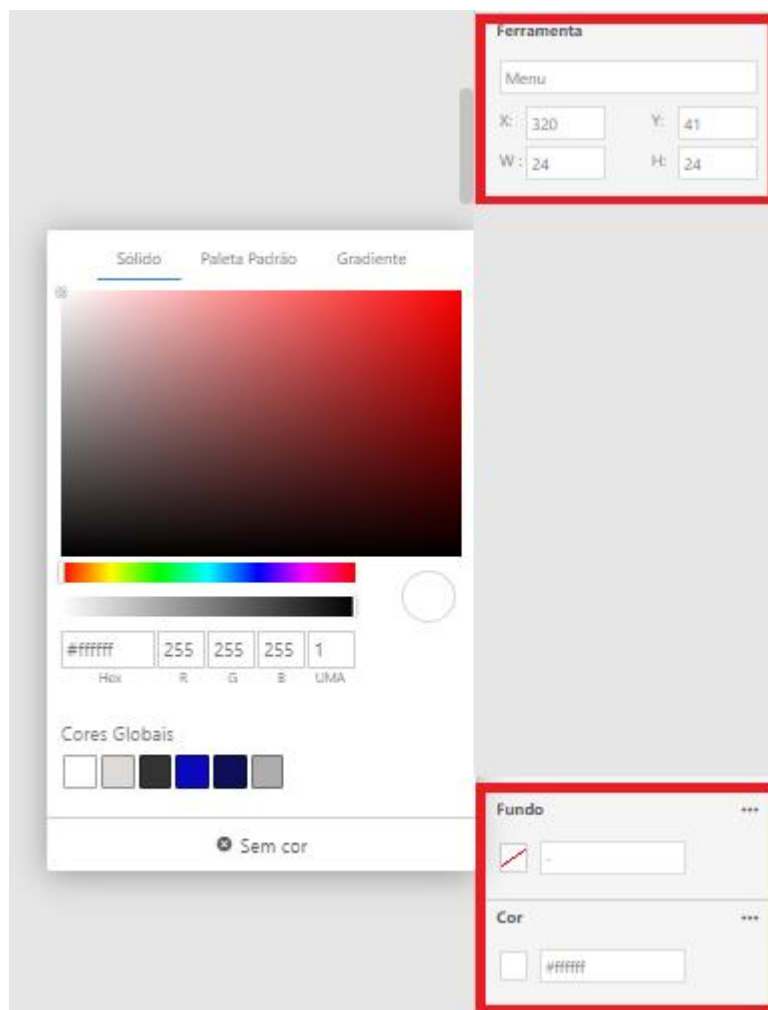 Ferramenta
Menu
X: 320 Y: 41
W : 24 H: 24
Sólido Paleta Padrão Gradiente
#ffffff 255 255 255 1
Hex R G B UMA
Cores Globais
Sem cor
Fundo ...
-
Cor ...
#ffffff